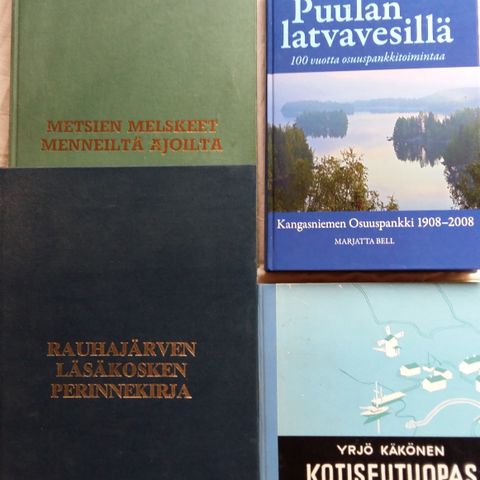 METSIEN MELSKEET
MENNEILTÄ AJOILTA
Puulan
latvavesillä
100 vuotta osuuspankkitoimintaa
Kangasniemen Osuuspankki 1908–2008
MARJATTA BELL
RAUHAJÄRVEN
LÄSÄKOSKEN
PERINNEKIRJA
YRJÖ KÄKÖNEN
KOTISEUTUOPAS